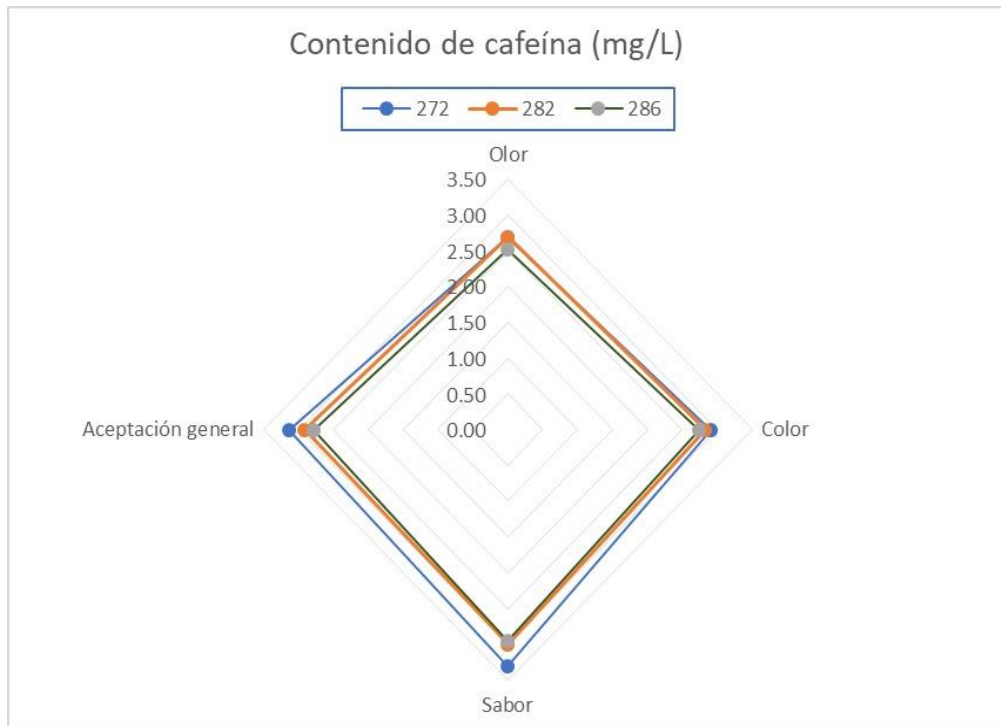 Contenido de cafeína (mg/L)
272 282 286
Olor
3.50
3.00
2.50
2.00
1.50
1.00
0.50
0.00
Aceptación general
Color
Sabor